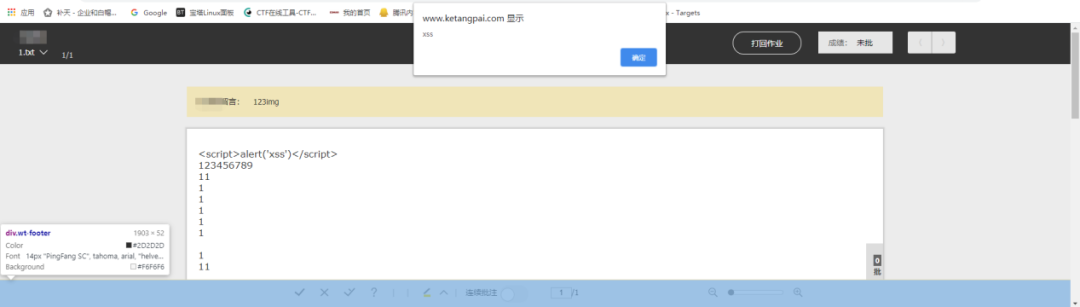 www.ketangpai.com 显示
xss
确定
应用
补天 - 企业和白帽...
Google
宝塔Linux面板
CTF在线工具-CTF...
我的首页
腾讯内
- Targets
1.txt
1/1
打回作业
成绩： 未批
留言： 123img
<script>alert('xss')</script>
123456789
11
1
1
1
1
1
1
11
div.wt-footer 1903 × 52
Color #2D2D2D
Font 14px "PingFang SC", tahoma, arial, "helve...
Background #F6F6F6
0
批
连续批注
1 /1